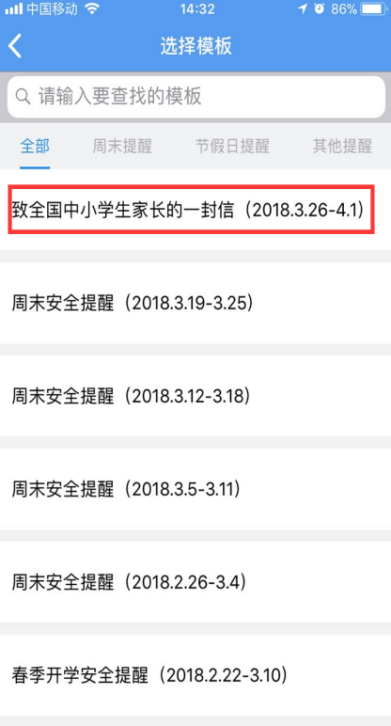 中国移动 14:32 86%
选择模板
请输入要查找的模板
全部 周末提醒 节假日提醒 其他提醒
致全国中小学生家长的一封信（2018.3.26-4.1）
周末安全提醒（2018.3.19-3.25）
周末安全提醒（2018.3.12-3.18）
周末安全提醒（2018.3.5-3.11）
周末安全提醒（2018.2.26-3.4）
春季开学安全提醒（2018.2.22-3.10）